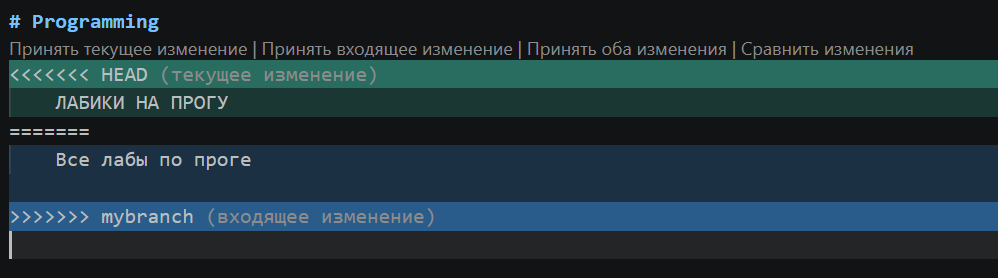 # Programming
Принять текущее изменение | Принять входящее изменение | Принять оба изменения | Сравнить изменения
<<<<<<< HEAD (текущее изменение)
    ЛАБИКИ НА ПРОГУ
=======
    Все лабы по проге
>>>>>>> mybranch (входящее изменение)